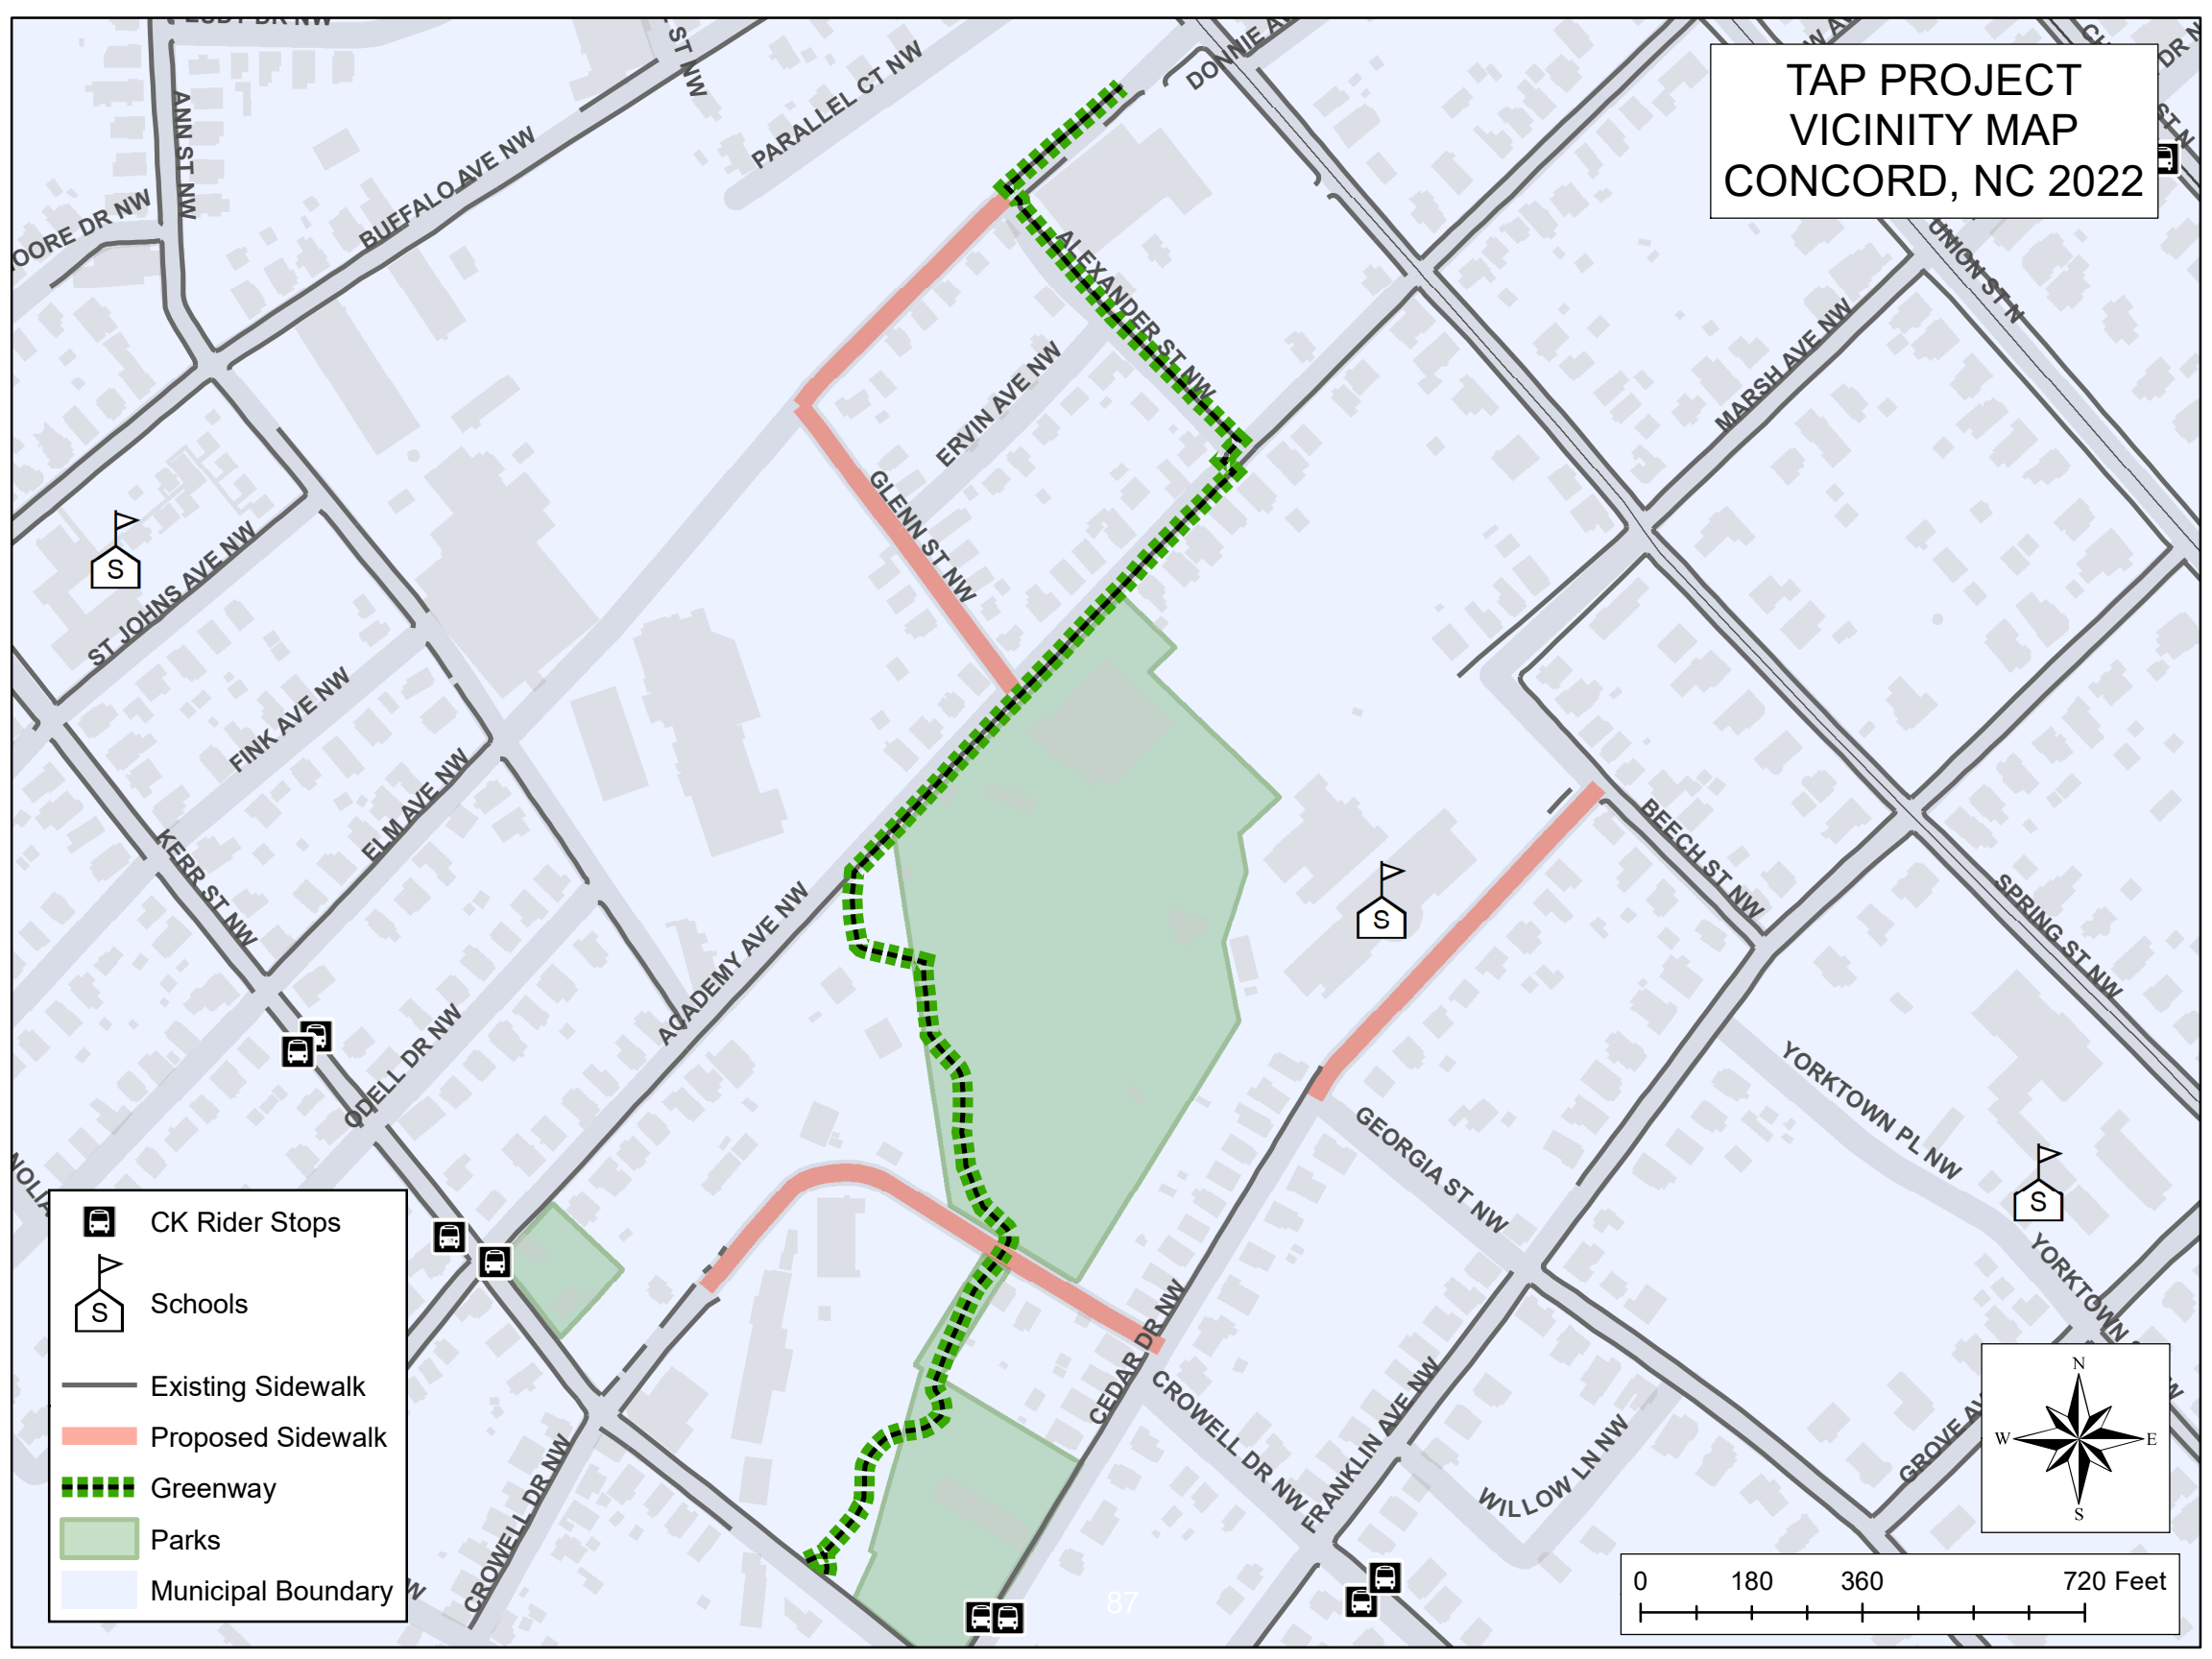 TAP PROJECT
VICINITY MAP
CONCORD, NC 2022
ST NW
PARALLEL CT NW
ANN ST NW
BUFFALO AVE NW
ALEXANDER ST NW
UNION ST N
MARSH AVE NW
ERVIN AVE NW
GLENN ST NW
S
ST JOHNS AVE NW
FINK AVE NW
ELM AVE NW
KERR ST NW
BEECH ST NW
S
SPRING ST NW
ACADEMY AVE NW
ODELL DR NW
YORKTOWN PL NW
GEORGIA ST NW
S
YORKTOWN
CEDAR DR NW
CROWELL DR NW
FRANKLIN AVE NW
WILLOW LN NW
CROWELL DR NW
CK Rider Stops
S
Schools
Existing Sidewalk
Proposed Sidewalk
Greenway
Parks
Municipal Boundary
87
N
W
E
S
0 180 360 720 Feet